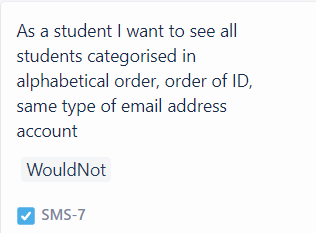 As a student I want to see all
students categorised in
alphabetical order, order of ID,
same type of email address
account
WouldNot
SMS-7